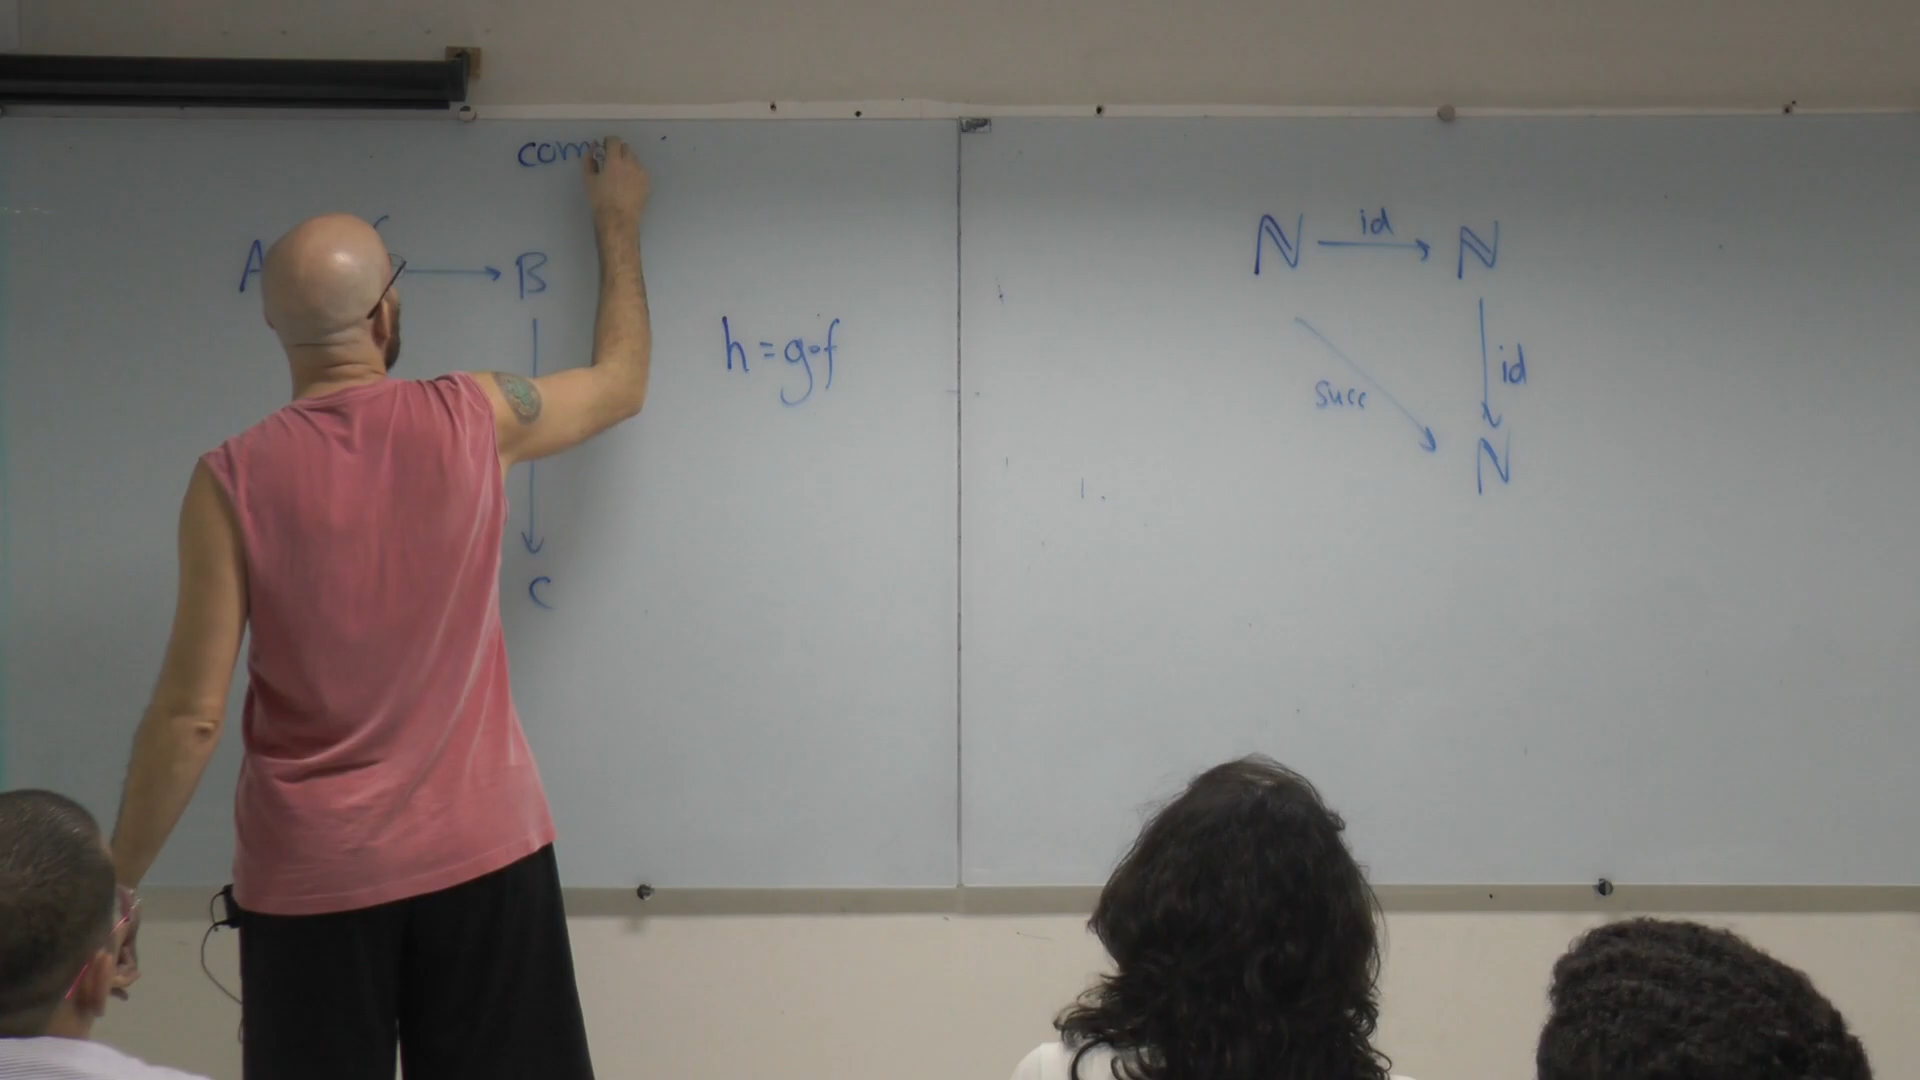 com
A
B
h=g∘f
C
N id N
succ id
N